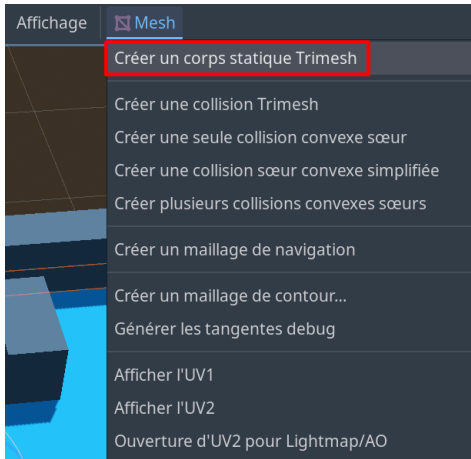 Affichage
Mesh
Créer un corps statique Trimesh
Créer une collision Trimesh
Créer une seule collision convexe sœur
Créer une collision sœur convexe simplifiée
Créer plusieurs collisions convexes sœurs
Créer un maillage de navigation
Créer un maillage de contour...
Générer les tangentes debug
Afficher l'UV1
Afficher l'UV2
Ouverture d'UV2 pour Lightmap/AO